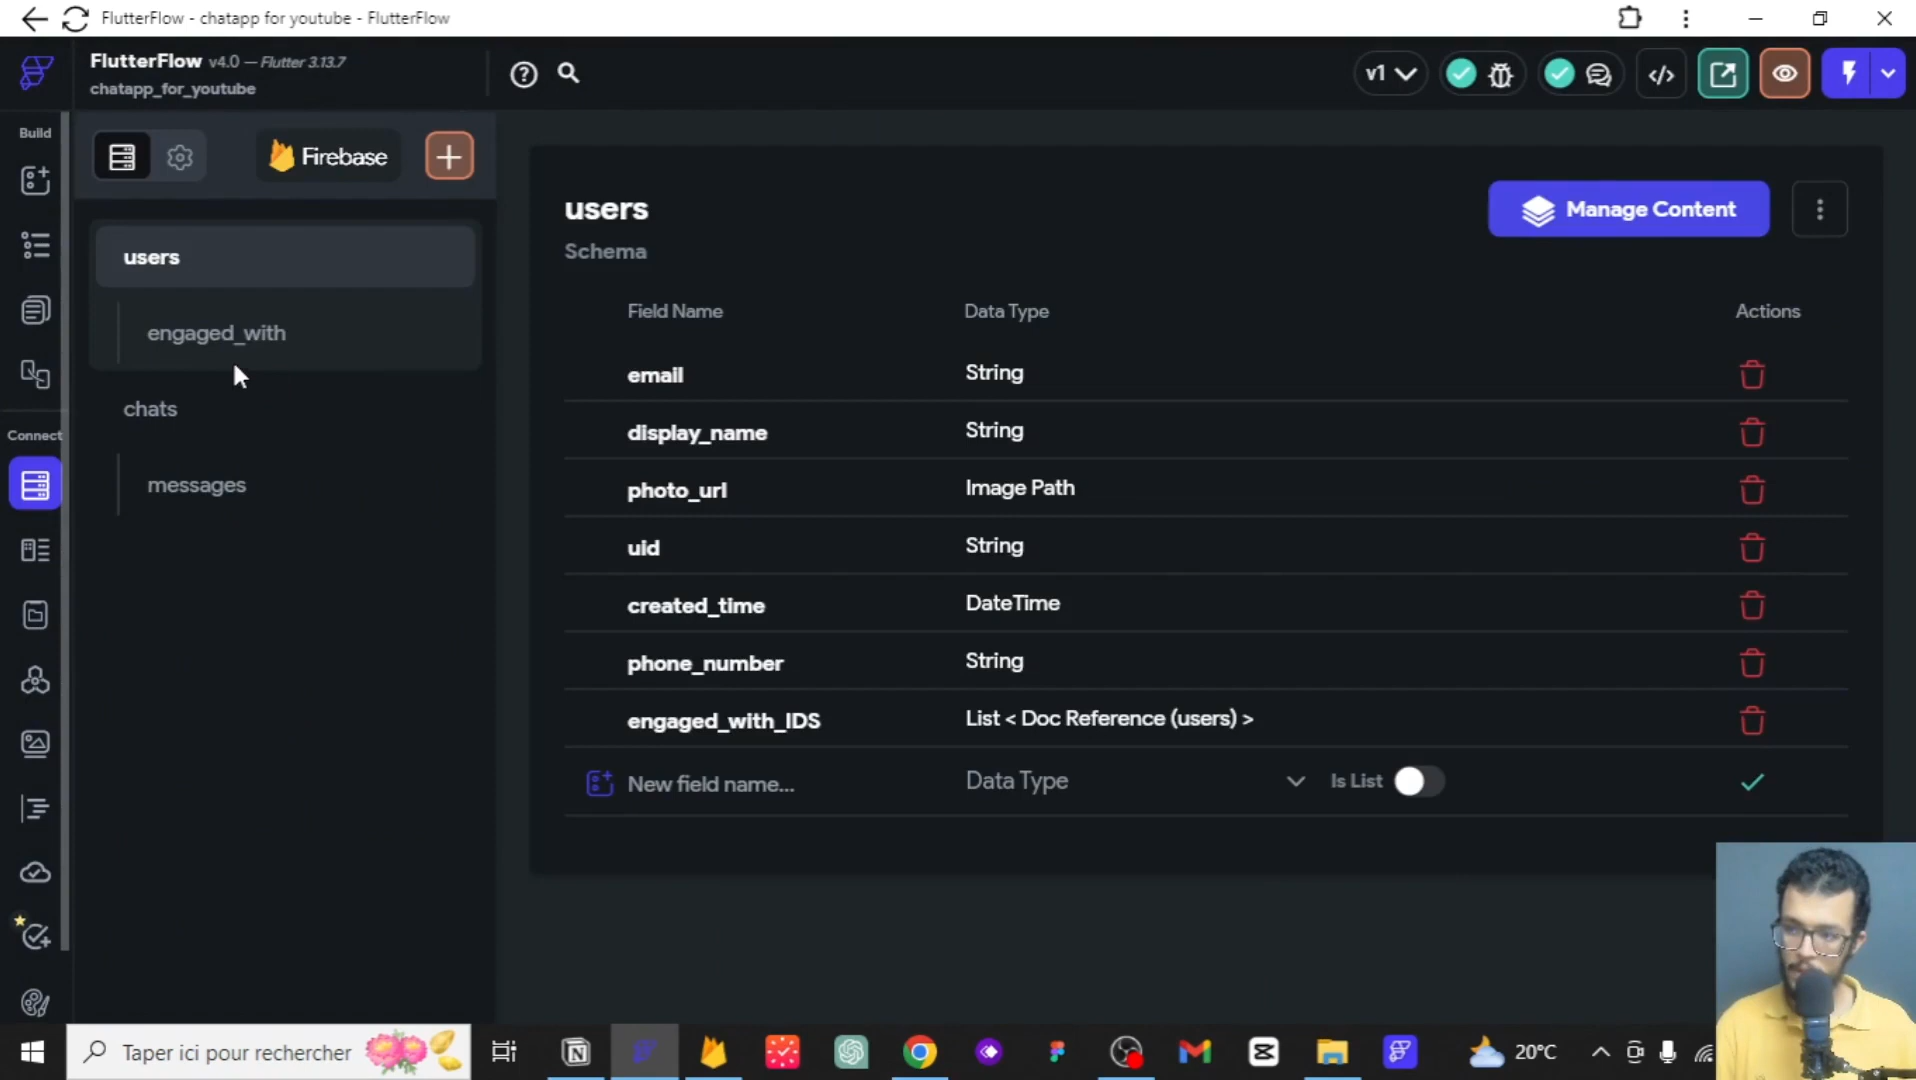 FlutterFlow - chatapp for youtube - FlutterFlow
FlutterFlow v4.0 — Flutter 3.13.7
chatapp_for_youtube
v1
Build
Firebase
users
engaged_with
chats
messages
Connect
users
Schema
Manage Content
Field Name Data Type Actions
email String
display_name String
photo_url Image Path
uid String
created_time DateTime
phone_number String
engaged_with_IDS List < Doc Reference (users) >
New field name... Data Type Is List
Taper ici pour rechercher
20°C